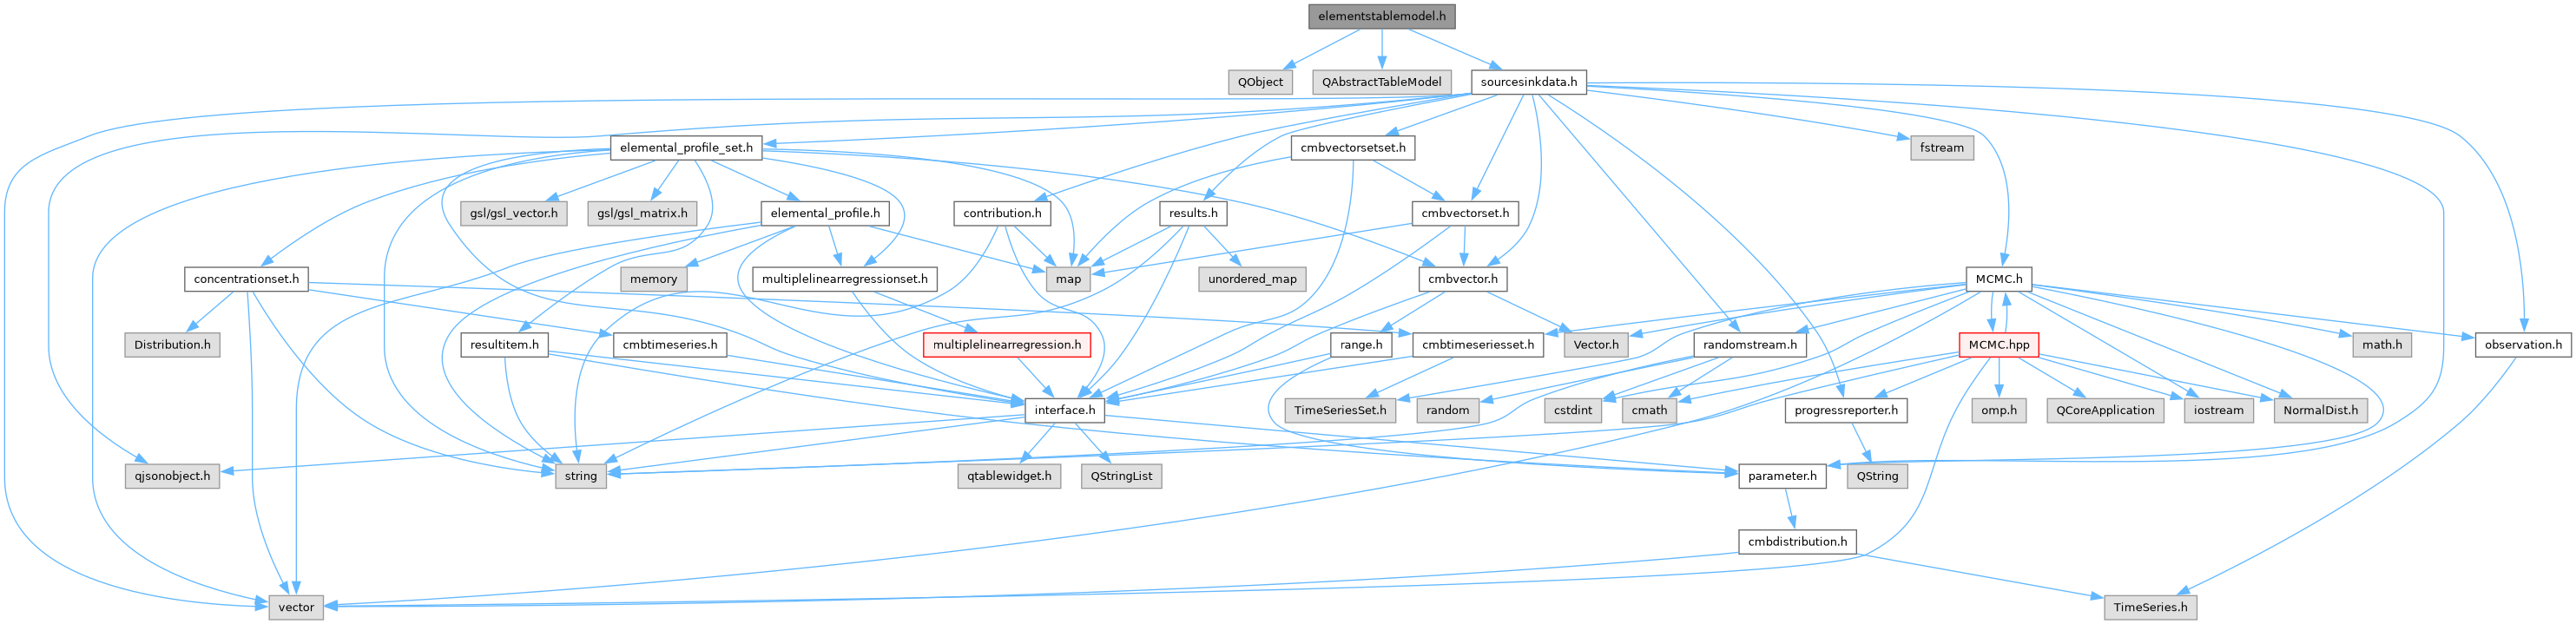 elementstablemodel.h
QObject
QAbstractTableModel
sourcesinkdata.h
elemental_profile_set.h
cmbvectorsetset.h
fstream
gsl/gsl_vector.h
gsl/gsl_matrix.h
elemental_profile.h
contribution.h
results.h
cmbvectorset.h
concentrationset.h
memory
multiplelinearregressionset.h
map
unordered_map
cmbvector.h
MCMC.h
Distribution.h
resultitem.h
cmbtimeseries.h
multiplelinearregression.h
range.h
cmbtimeseriesset.h
Vector.h
randomstream.h
MCMC.hpp
math.h
observation.h
interface.h
TimeSeriesSet.h
random
cstdint
cmath
progressreporter.h
omp.h
QCoreApplication
iostream
NormalDist.h
qjsonobject.h
string
qtablewidget.h
QStringList
parameter.h
QString
cmbdistribution.h
vector
TimeSeries.h